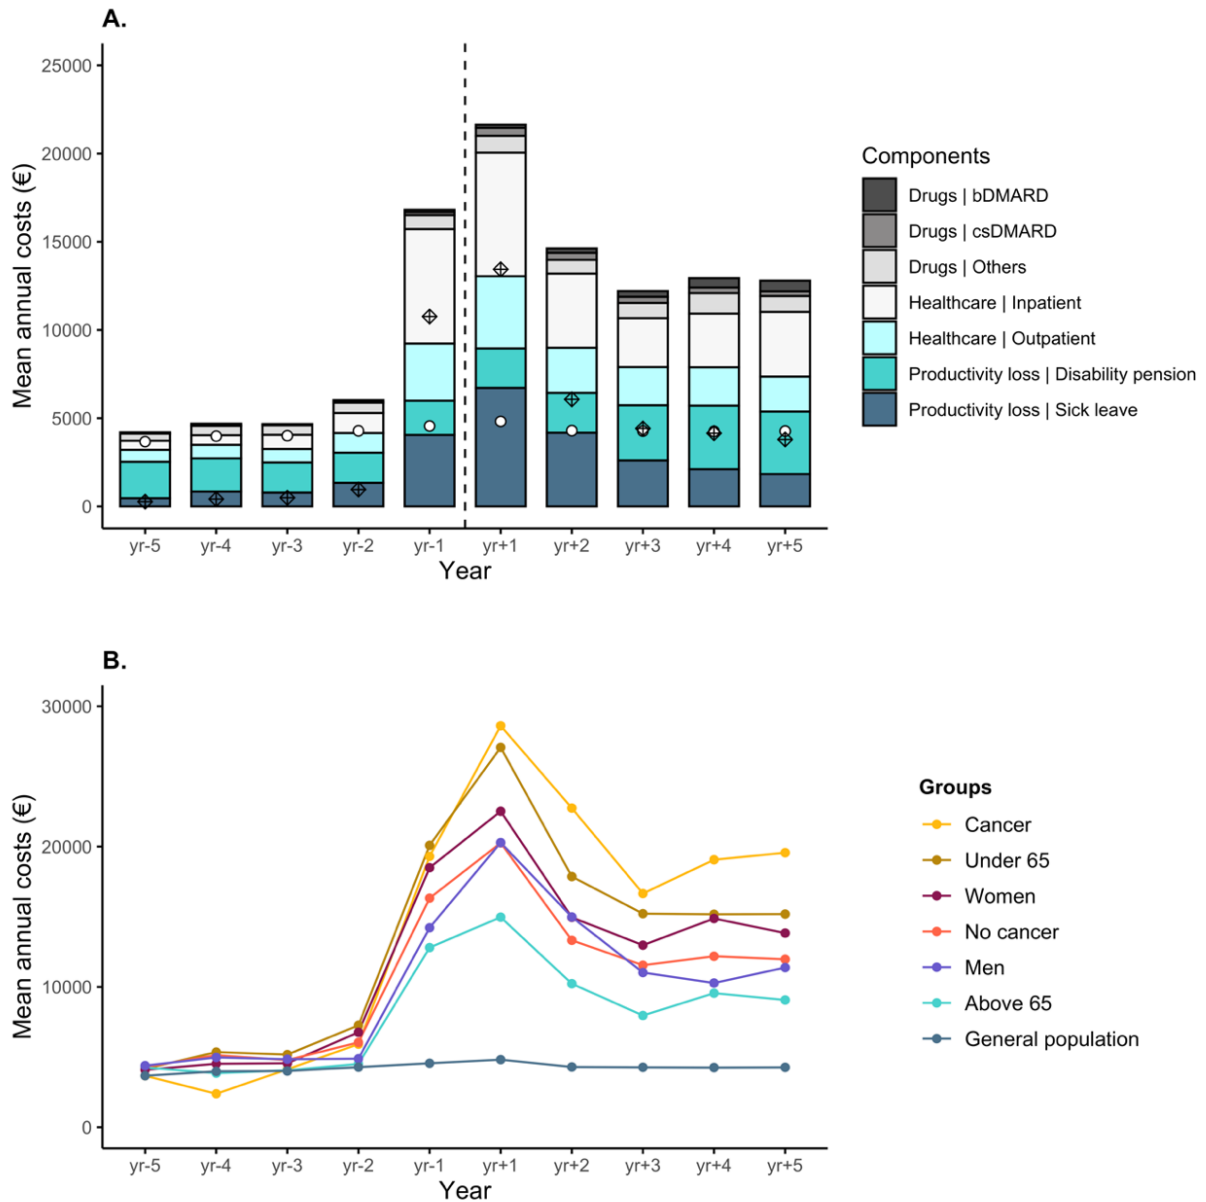 A.
Mean annual costs (€)
25000
20000
15000
10000
5000
0
yr-5 yr-4 yr-3 yr-2 yr-1 yr+1 yr+2 yr+3 yr+4 yr+5
Year
Components
Drugs | bDMARD
Drugs | csDMARD
Drugs | Others
Healthcare | Inpatient
Healthcare | Outpatient
Productivity loss | Disability pension
Productivity loss | Sick leave
B.
Mean annual costs (€)
30000
20000
10000
0
yr-5 yr-4 yr-3 yr-2 yr-1 yr+1 yr+2 yr+3 yr+4 yr+5
Year
Groups
Cancer
Under 65
Women
No cancer
Men
Above 65
General population